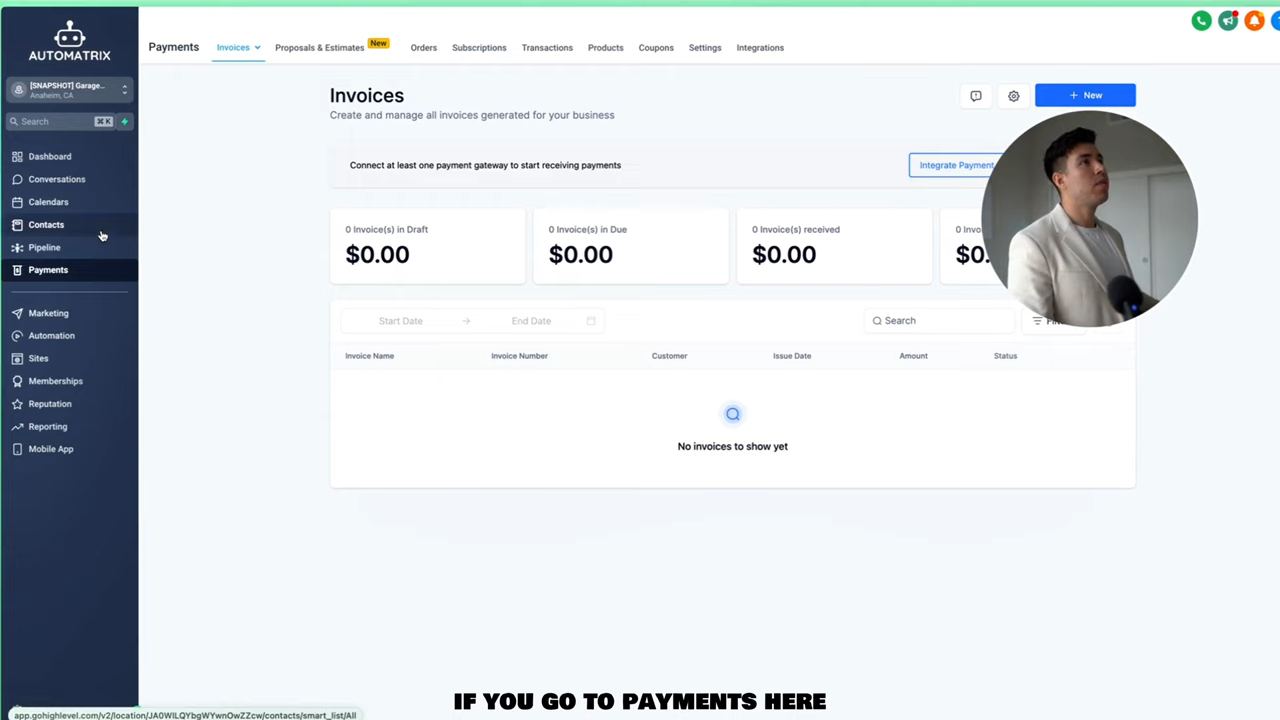 AUTOMATRIX
[SNAPSHOT] Garage...
Anaheim, CA
Search ⌘K
Dashboard
Conversations
Calendars
Contacts
Pipeline
Payments
Marketing
Automation
Sites
Memberships
Reputation
Reporting
Mobile App
Payments Invoices Proposals & Estimates New Orders Subscriptions Transactions Products Coupons Settings Integrations
Invoices
Create and manage all invoices generated for your business
+ New
Connect at least one payment gateway to start receiving payments
Integrate Payment
0 Invoice(s) in Draft
$0.00
0 Invoice(s) in Due
$0.00
0 Invoice(s) received
$0.00
0 Invo
$0.
Start Date → End Date
Search
Invoice Name Invoice Number Customer Issue Date Amount Status
No invoices to show yet
IF YOU GO TO PAYMENTS HERE
app.gohighlevel.com/v2/location/JA0WILQYbgWYwnOwZZcw/contacts/smart_list/All